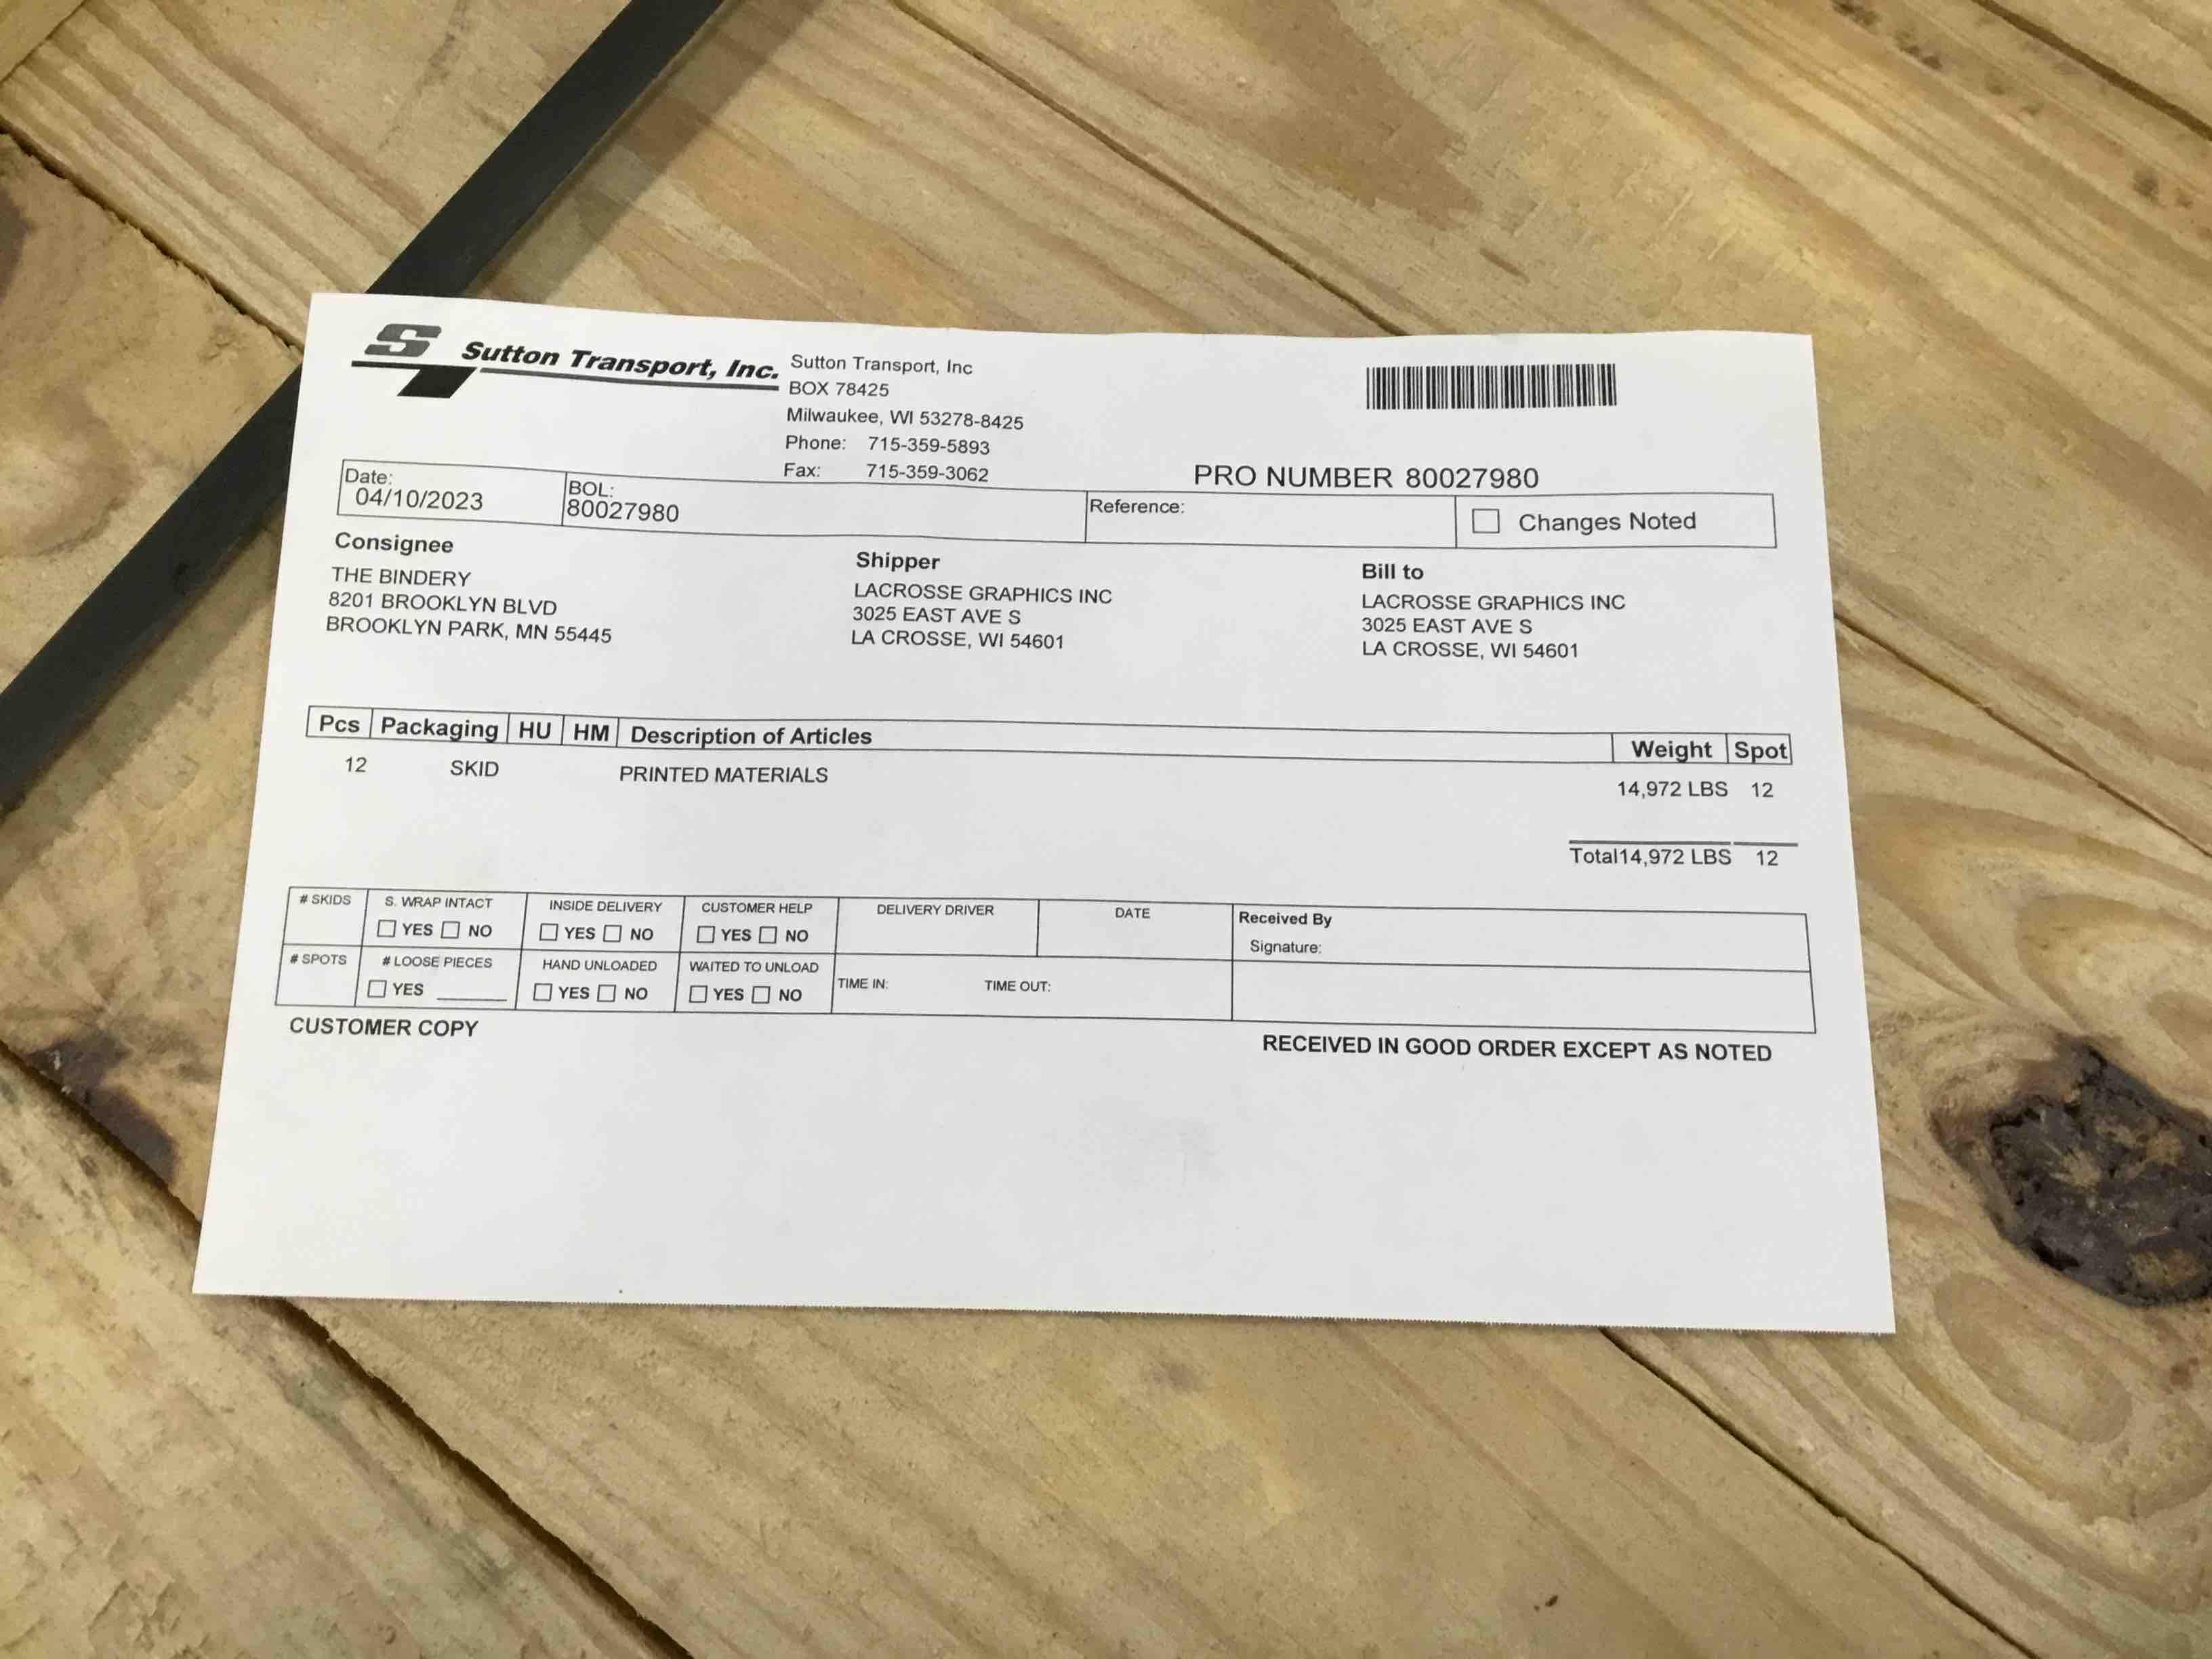 S
Sutton Transport, Inc.
Sutton Transport, Inc
BOX 78425
Milwaukee, WI 53278-8425
Phone: 715-359-5893
Fax: 715-359-3062
PRO NUMBER 80027980
Date:
04/10/2023
BOL:
80027980
Reference:
Changes Noted
Consignee
THE BINDERY
8201 BROOKLYN BLVD
BROOKLYN PARK, MN 55445
Shipper
LACROSSE GRAPHICS INC
3025 EAST AVE S
LA CROSSE, WI 54601
Bill to
LACROSSE GRAPHICS INC
3025 EAST AVE S
LA CROSSE, WI 54601
Pcs Packaging HU HM Description of Articles Weight Spot
12 SKID PRINTED MATERIALS 14,972 LBS 12
Total14,972 LBS 12
# SKIDS
S. WRAP INTACT
YES NO
INSIDE DELIVERY
YES NO
CUSTOMER HELP
YES NO
DELIVERY DRIVER
DATE
Received By
Signature:
# SPOTS
# LOOSE PIECES
YES
HAND UNLOADED
YES NO
WAITED TO UNLOAD
YES NO
TIME IN: TIME OUT:
CUSTOMER COPY
RECEIVED IN GOOD ORDER EXCEPT AS NOTED